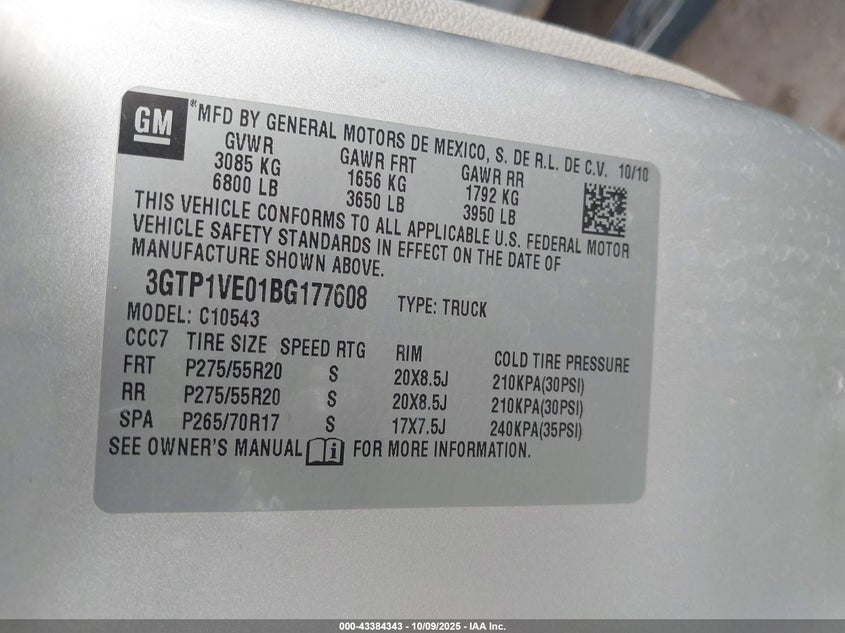 GM
® MFD BY GENERAL MOTORS DE MEXICO, S. DE R.L. DE C.V. 10/10
GVWR GAWR FRT GAWR RR
3085 KG 1656 KG 1792 KG
6800 LB 3650 LB 3950 LB
THIS VEHICLE CONFORMS TO ALL APPLICABLE U.S. FEDERAL MOTOR
VEHICLE SAFETY STANDARDS IN EFFECT ON THE DATE OF
MANUFACTURE SHOWN ABOVE.
3GTP1VE01BG177608 TYPE: TRUCK
MODEL: C10543
CCC7 TIRE SIZE SPEED RTG RIM COLD TIRE PRESSURE
FRT P275/55R20 S 20X8.5J 210KPA(30PSI)
RR P275/55R20 S 20X8.5J 210KPA(30PSI)
SPA P265/70R17 S 17X7.5J 240KPA(35PSI)
SEE OWNER'S MANUAL i FOR MORE INFORMATION.
000-43384343 - 10/09/2025 - IAA Inc.